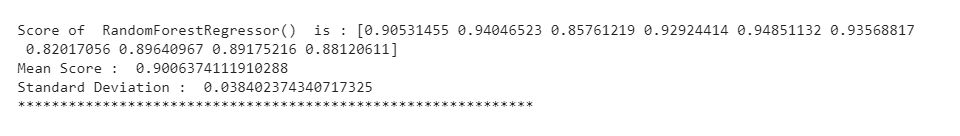 Score of  RandomForestRegressor()  is : [0.90531455 0.94046523 0.85761219 0.92924414 0.94851132 0.93568817
 0.82017056 0.89640967 0.89175216 0.88120611]
Mean Score :  0.9006374111910288
Standard Deviation :  0.038402374340717325
*************************************************************